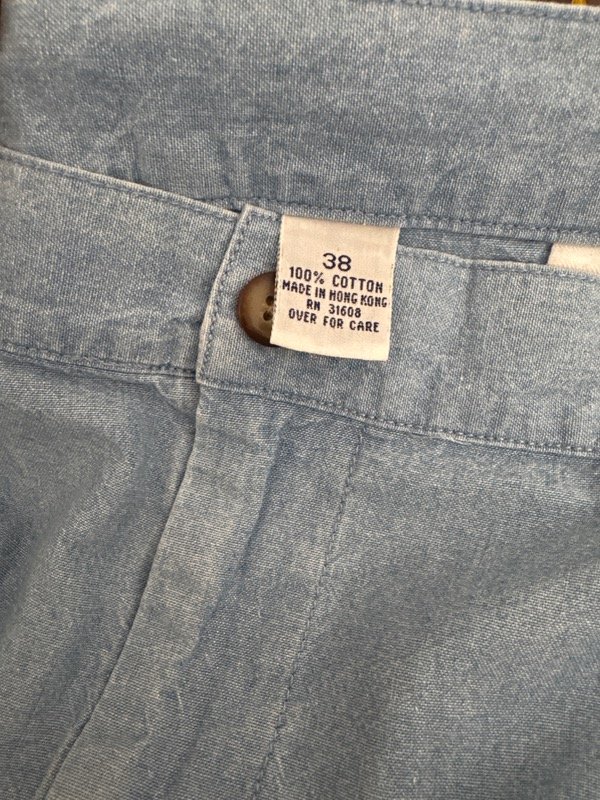 38
100% COTTON
MADE IN HONG KONG
RN 31608
OVER FOR CARE